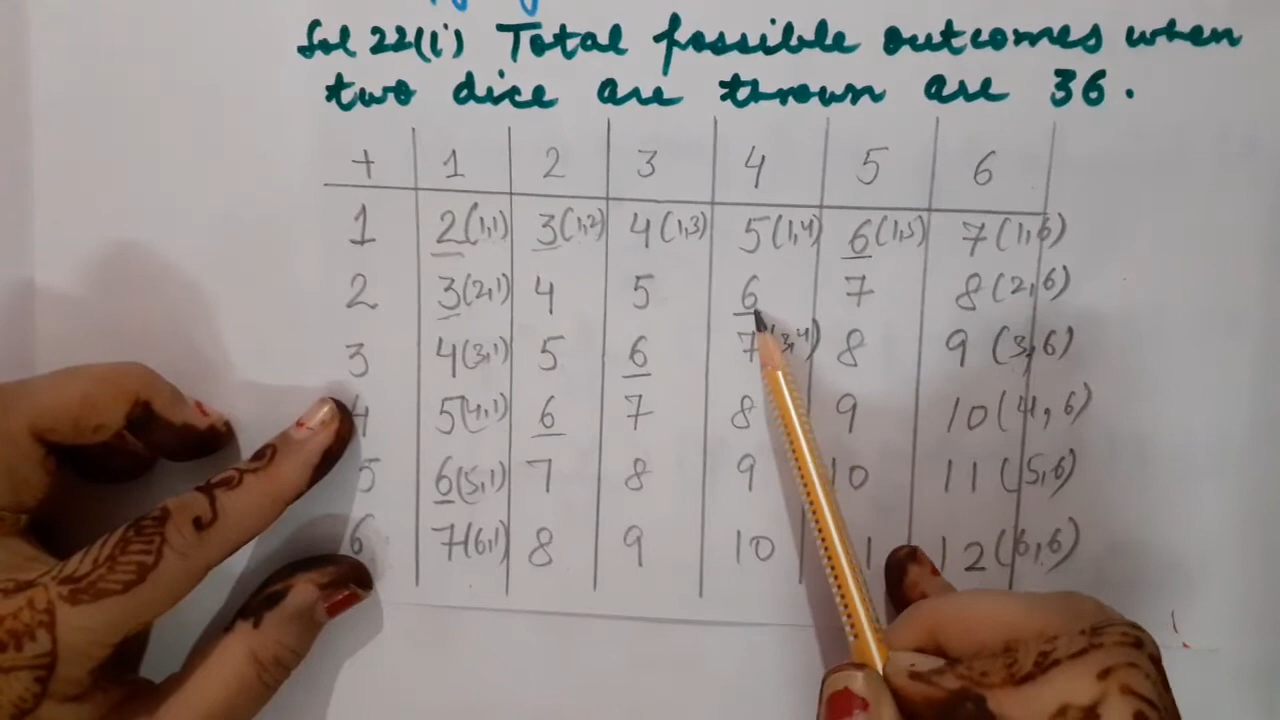 Sol 22(i) Total possible outcomes when
two dice are thrown are 36.
+ 1 2 3 4 5 6
1 2(1,1) 3(1,2) 4(1,3) 5(1,4) 6(1,5) 7(1,6)
2 3(2,1) 4 5 6 7 8(2,6)
3 4(3,1) 5 6 7(3,4) 8 9(3,6)
4 5(4,1) 6 7 8 9 10(4,6)
5 6(5,1) 7 8 9 10 11(5,6)
6 7(6,1) 8 9 10 12(6,6)